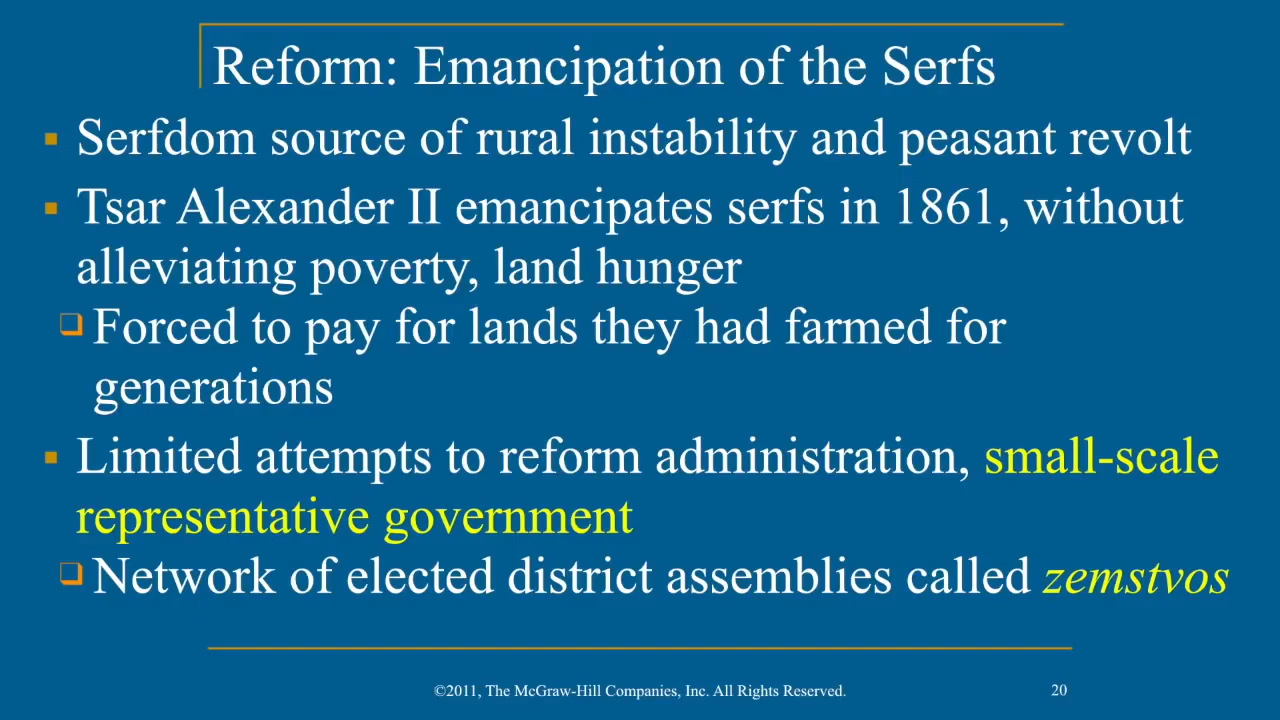 Reform: Emancipation of the Serfs
▪ Serfdom source of rural instability and peasant revolt
▪ Tsar Alexander II emancipates serfs in 1861, without
alleviating poverty, land hunger
❑ Forced to pay for lands they had farmed for
generations
▪ Limited attempts to reform administration, small-scale
representative government
❑ Network of elected district assemblies called zemstvos
©2011, The McGraw-Hill Companies, Inc. All Rights Reserved.
20